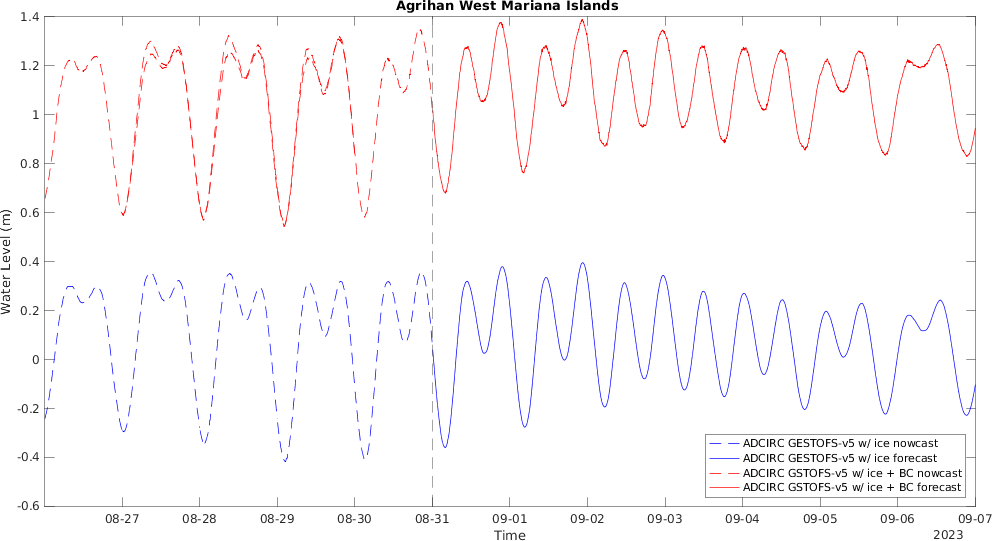 Agrihan West Mariana Islands
Water Level (m)
1.4
1.2
1
0.8
0.6
0.4
0.2
0
-0.2
-0.4
-0.6
ADCIRC GESTOFS-v5 w/ ice nowcast
ADCIRC GESTOFS-v5 w/ ice forecast
ADCIRC GSTOFS-v5 w/ ice + BC nowcast
ADCIRC GSTOFS-v5 w/ ice + BC forecast
08-27 08-28 08-29 08-30 08-31 09-01 09-02 09-03 09-04 09-05 09-06 09-07
Time
2023